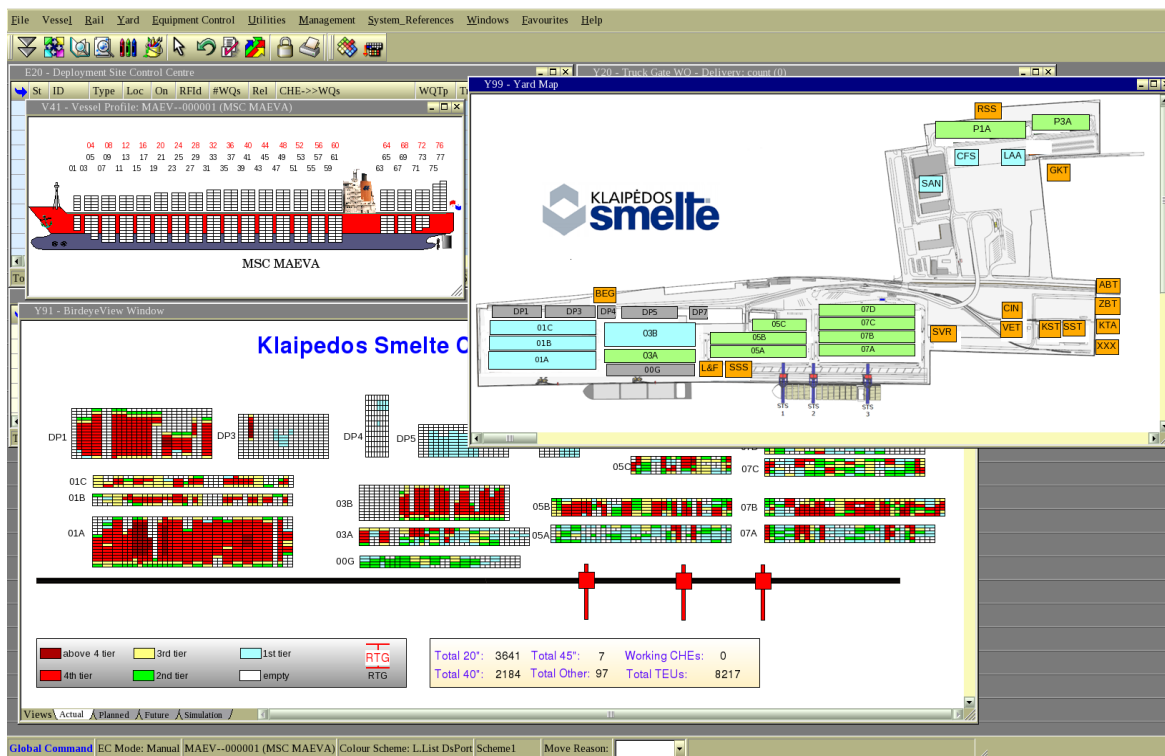 File Vessel Rail Yard Equipment Control Utilities Management System_References Windows Favourites Help
E20 - Deployment Site Control Centre
Y20 - Truck Gate WQ - Delivery: count (0)
St ID Type Loc On RFId #WQs Rel CHE->>WQs WQTp
V41 - Vessel Profile: MAEV--000001 (MSC MAEVA)
04 08 12 16 20 24 28 32 36 40 44 48 52 56 60 64 68 72 76
05 09 13 17 21 25 29 33 37 41 45 49 53 57 61 65 69 73 77
01 03 07 11 15 19 23 27 31 35 39 43 47 51 55 59 63 67 71 75
MSC MAEVA
Y99 - Yard Map
RSS
P1A
P3A
CFS
LAA
SAN
GKT
KLAIPĖDOS
smeltė
BEG
ABT
DP1 DP3 DP4 DP5 DP7
ZBT
CIN
01C
03B
05C
07D
07C
KTA
01B
05B
07B
SVR
VET
KST
SST
01A
03A
05A
07A
XXX
00G
L&F
SSS
STS
1
STS
2
STS
3
Y91 - BirdeyeView Window
Klaipedos Smelte C
DP1
DP3
DP4
DP5
05C
07C
01C
01B
03B
05B
07B
01A
03A
05A
07A
00G
above 4 tier 3rd tier 1st tier RTG
4th tier 2nd tier empty RTG
Total 20": 3641 Total 45": 7 Working CHEs: 0
Total 40": 2184 Total Other: 97 Total TEUs: 8217
Views Actual Planned Future Simulation
Global Command EC Mode: Manual MAEV--000001 (MSC MAEVA) Colour Scheme: L.List DsPort Scheme1 Move Reason: